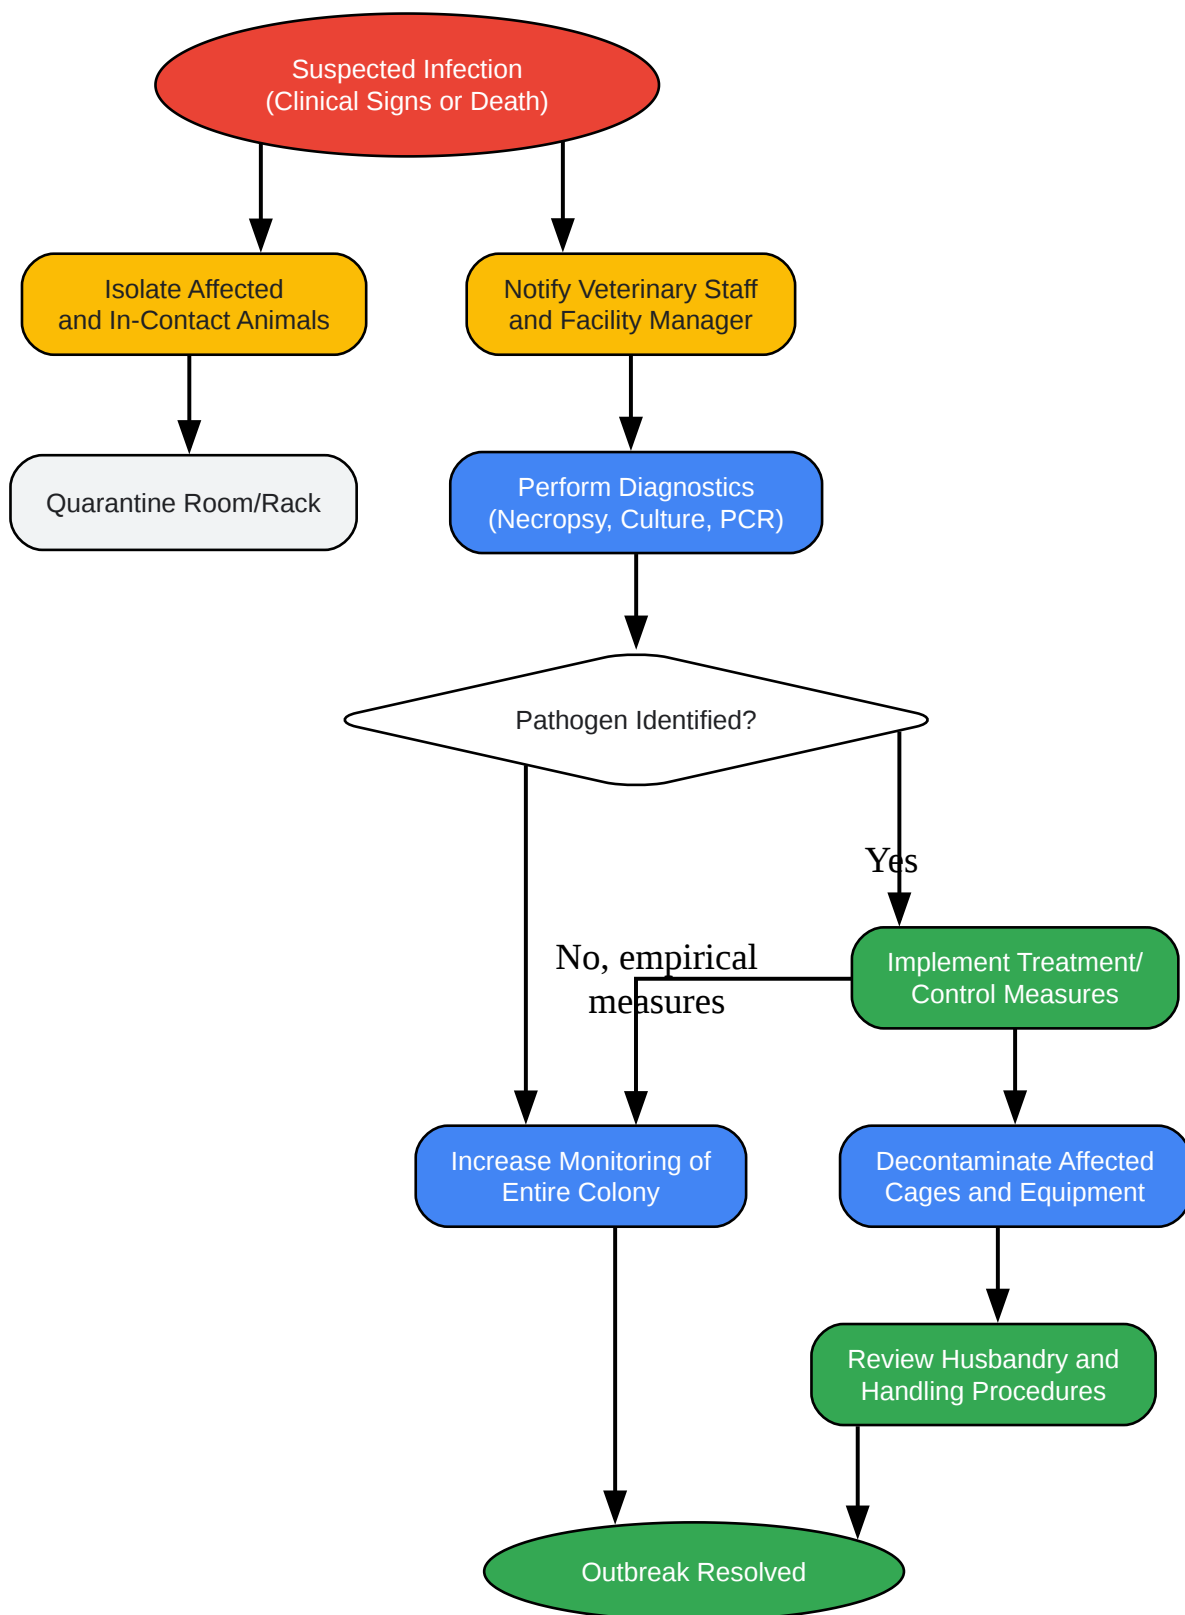 Suspected Infection
(Clinical Signs or Death)
Isolate Affected
and In-Contact Animals
Notify Veterinary Staff
and Facility Manager
Quarantine Room/Rack
Perform Diagnostics
(Necropsy, Culture, PCR)
Pathogen Identified?
Yes
No, empirical
measures
Implement Treatment/
Control Measures
Increase Monitoring of
Entire Colony
Decontaminate Affected
Cages and Equipment
Review Husbandry and
Handling Procedures
Outbreak Resolved